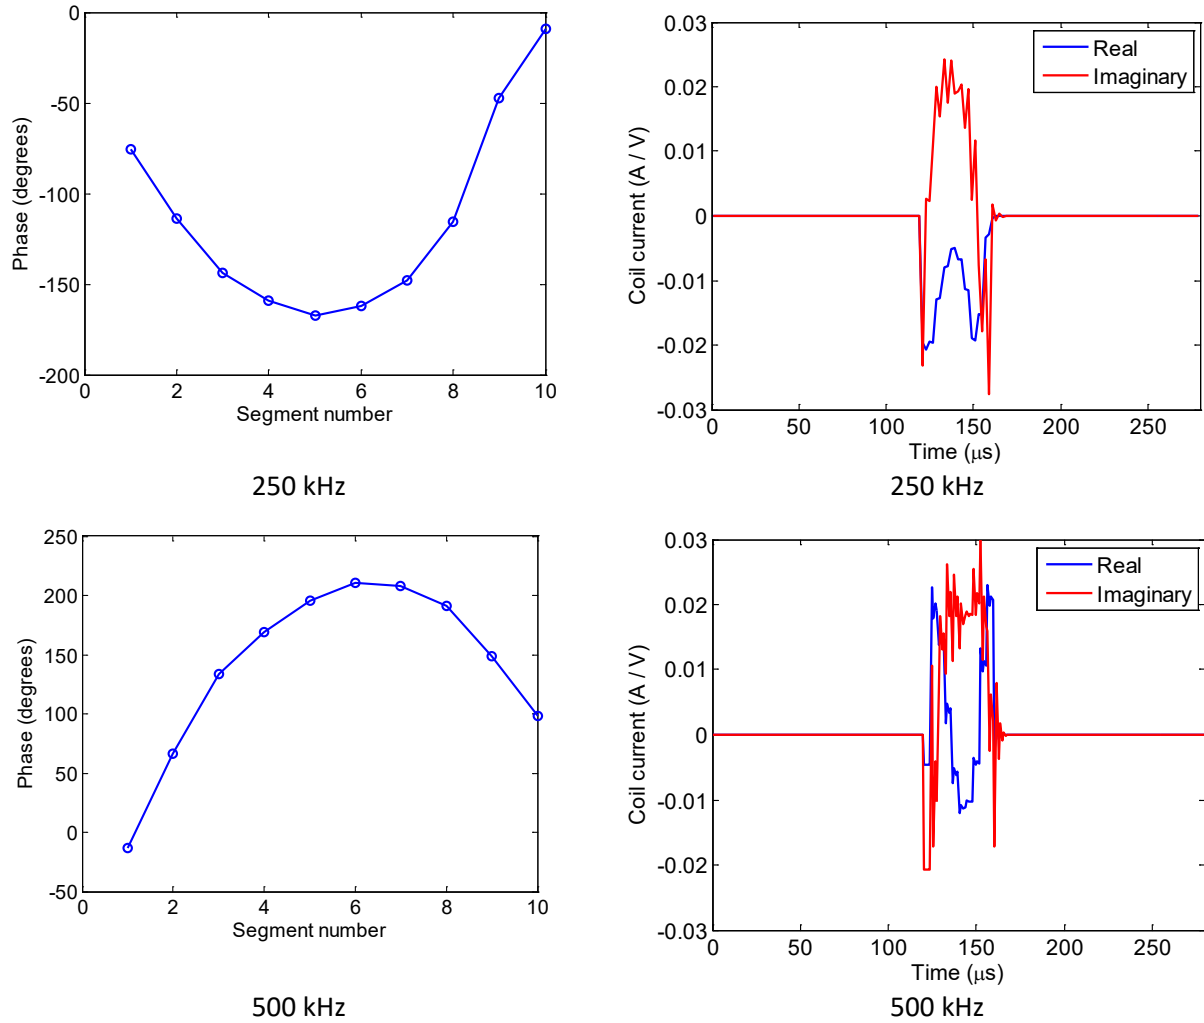 0
-50
-100
-150
-200
0 2 4 6 8 10
Phase (degrees)
Segment number
250 kHz
0.03
0.02
0.01
0
-0.01
-0.02
-0.03
0 50 100 150 200 250
Coil current (A / V)
Time (μs)
Real
Imaginary
250 kHz
250
200
150
100
50
0
-50
0 2 4 6 8 10
Phase (degrees)
Segment number
500 kHz
0.03
0.02
0.01
0
-0.01
-0.02
-0.03
0 50 100 150 200 250
Coil current (A / V)
Time (μs)
Real
Imaginary
500 kHz